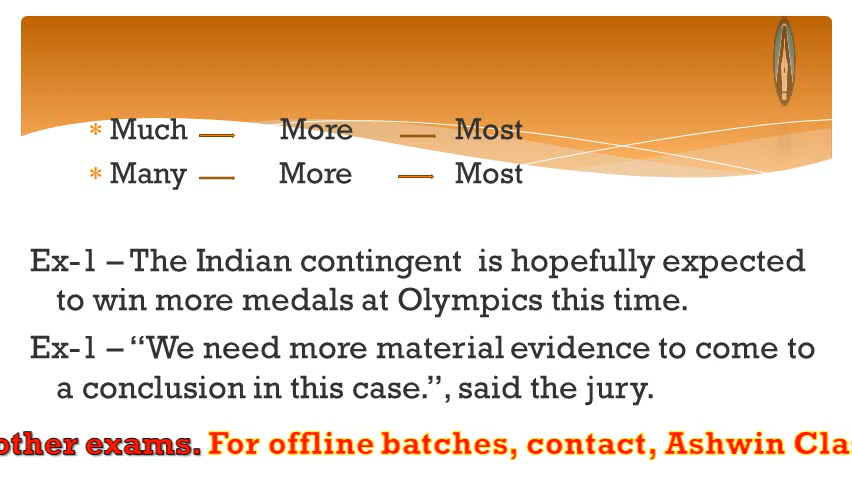 * Much → More → Most
* Many → More → Most
Ex-1 – The Indian contingent is hopefully expected
to win more medals at Olympics this time.
Ex-1 – “We need more material evidence to come to
a conclusion in this case.”, said the jury.
other exams. For offline batches, contact, Ashwin Cla